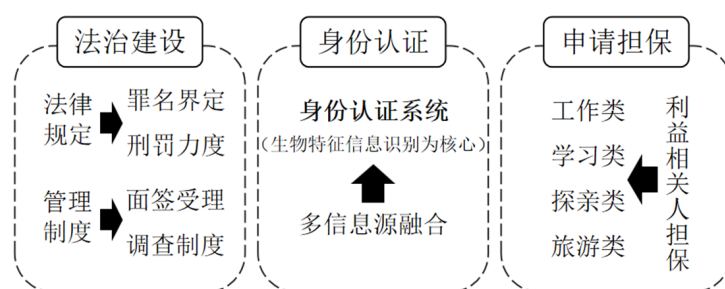 法治建设
法律
规定
罪名界定
刑罚力度
管理
制度
面签受理
调查制度
身份认证
身份认证系统
（生物特征信息识别为核心）
多信息源融合
申请担保
工作类
学习类
探亲类
旅游类
利益相关人担保